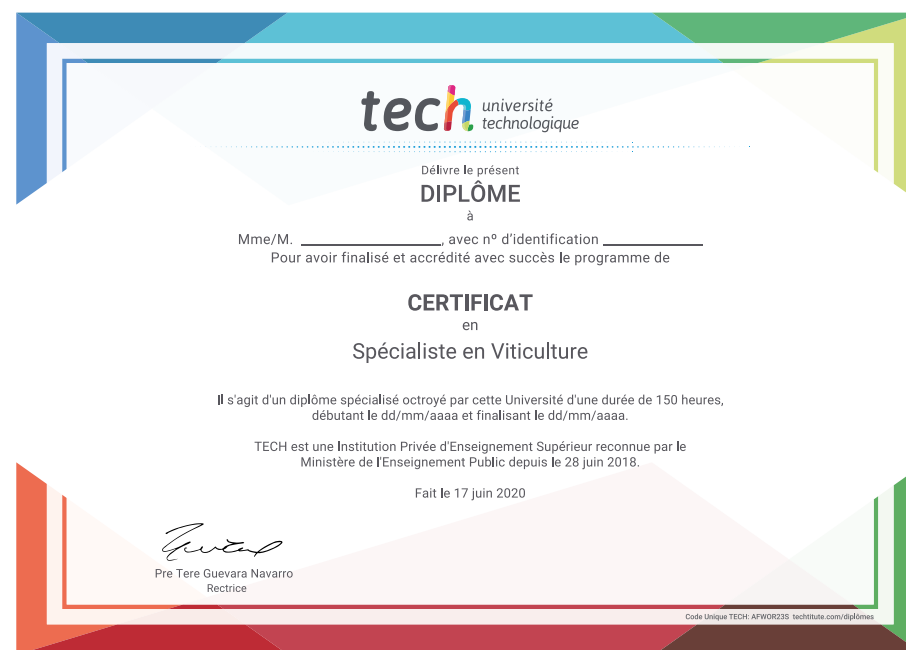 tech université
technologique
Délivre le présent
DIPLÔME
à
Mme/M. ____________________, avec nº d'identification ______________
Pour avoir finalisé et accrédité avec succès le programme de
CERTIFICAT
en
Spécialiste en Viticulture
Il s'agit d'un diplôme spécialisé octroyé par cette Université d'une durée de 150 heures,
débutant le dd/mm/aaaa et finalisant le dd/mm/aaaa.
TECH est une Institution Privée d'Enseignement Supérieur reconnue par le
Ministère de l'Enseignement Public depuis le 28 juin 2018.
Fait le 17 juin 2020
Pre Tere Guevara Navarro
Rectrice
Code Unique TECH: AFWOR23S techtitute.com/diplômes